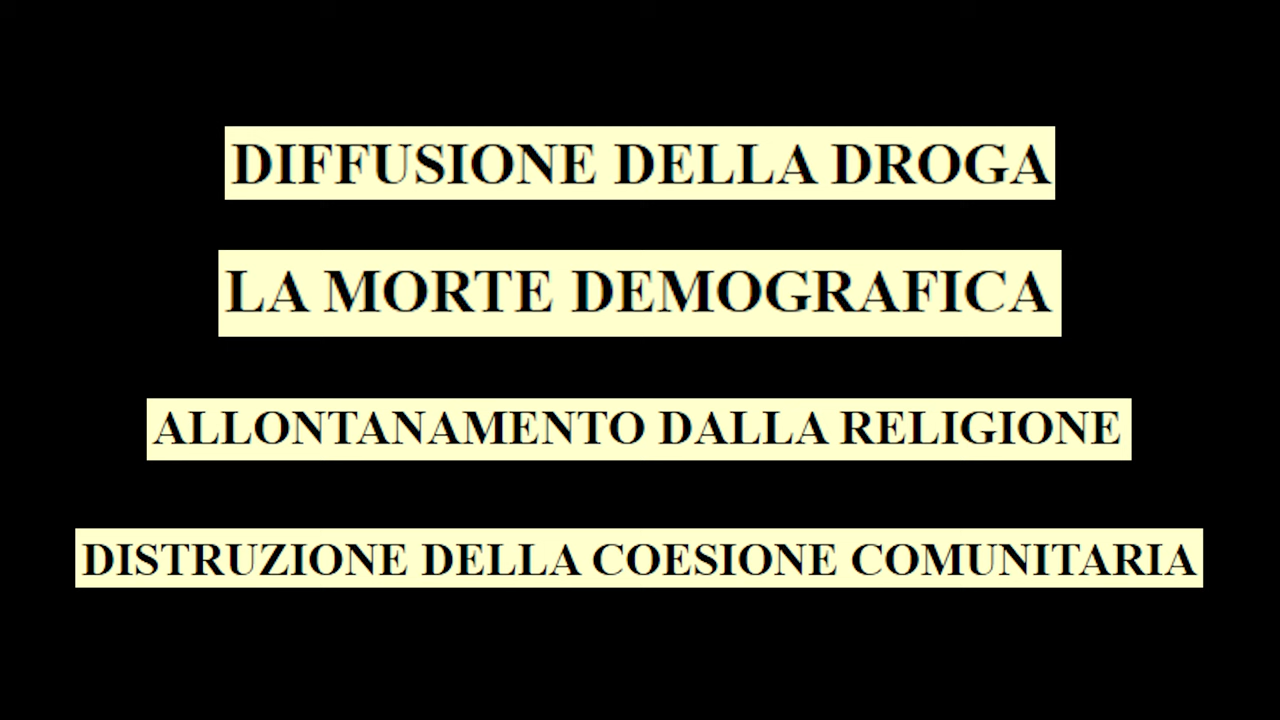 DIFFUSIONE DELLA DROGA
LA MORTE DEMOGRAFICA
ALLONTANAMENTO DALLA RELIGIONE
DISTRUZIONE DELLA COESIONE COMUNITARIA